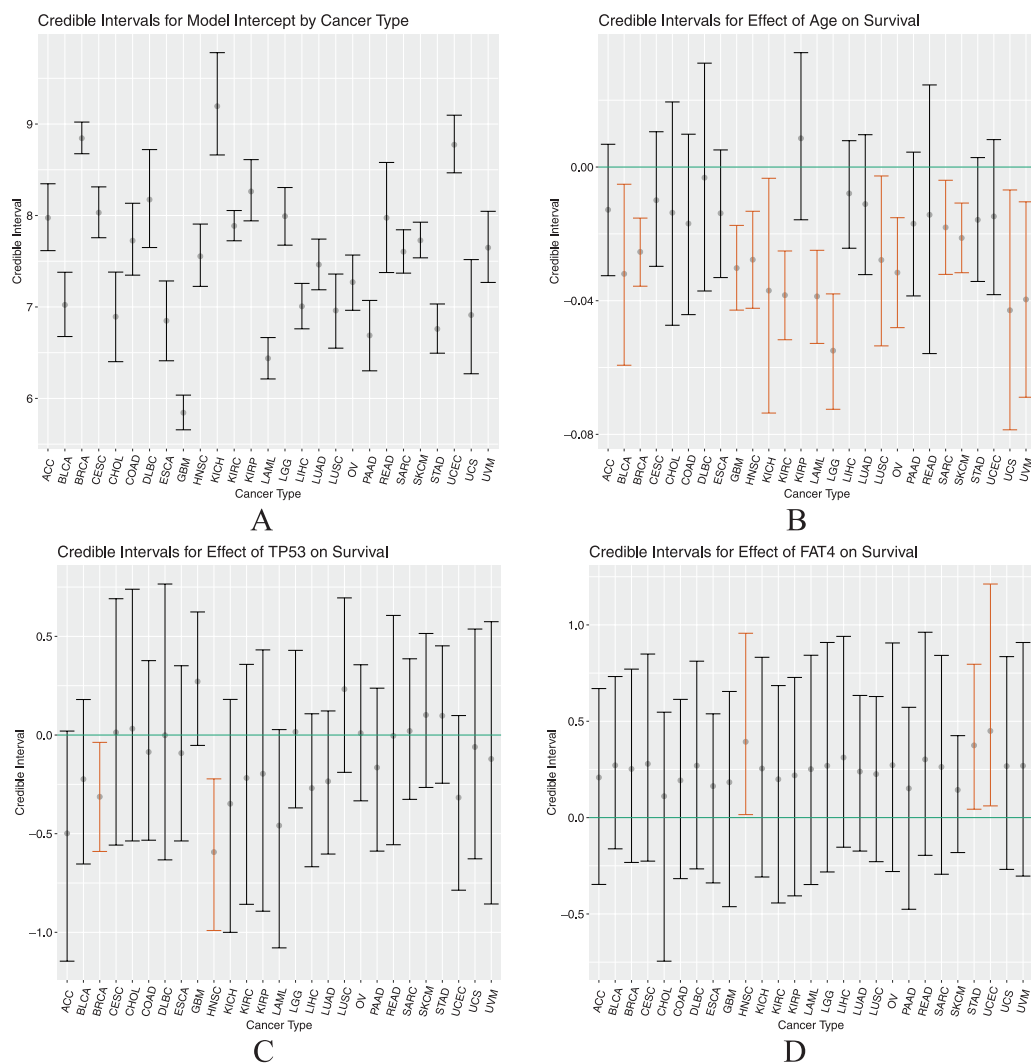 Credible Intervals for Model Intercept by Cancer Type
Credible Interval
9
8
7
6
ACC BLCA BRCA CESC CHOL COAD DLBC ESCA GBM HNSC KICH KIRC KIRP LAML LGG LIHC LUAD LUSC OV PAAD READ SARC SKCM STAD UCEC UCS UVM
Cancer Type
A
Credible Intervals for Effect of Age on Survival
Credible Interval
0.00
−0.04
−0.08
ACC BLCA BRCA CESC CHOL COAD DLBC ESCA GBM HNSC KICH KIRC KIRP LAML LGG LIHC LUAD LUSC OV PAAD READ SARC SKCM STAD UCEC UCS UVM
Cancer Type
B
Credible Intervals for Effect of TP53 on Survival
Credible Interval
0.5
0.0
−0.5
−1.0
ACC BLCA BRCA CESC CHOL COAD DLBC ESCA GBM HNSC KICH KIRC KIRP LAML LGG LIHC LUAD LUSC OV PAAD READ SARC SKCM STAD UCEC UCS UVM
Cancer Type
C
Credible Intervals for Effect of FAT4 on Survival
Credible Interval
1.0
0.5
0.0
−0.5
ACC BLCA BRCA CESC CHOL COAD DLBC ESCA GBM HNSC KICH KIRC KIRP LAML LGG LIHC LUAD LUSC OV PAAD READ SARC SKCM STAD UCEC UCS UVM
Cancer Type
D